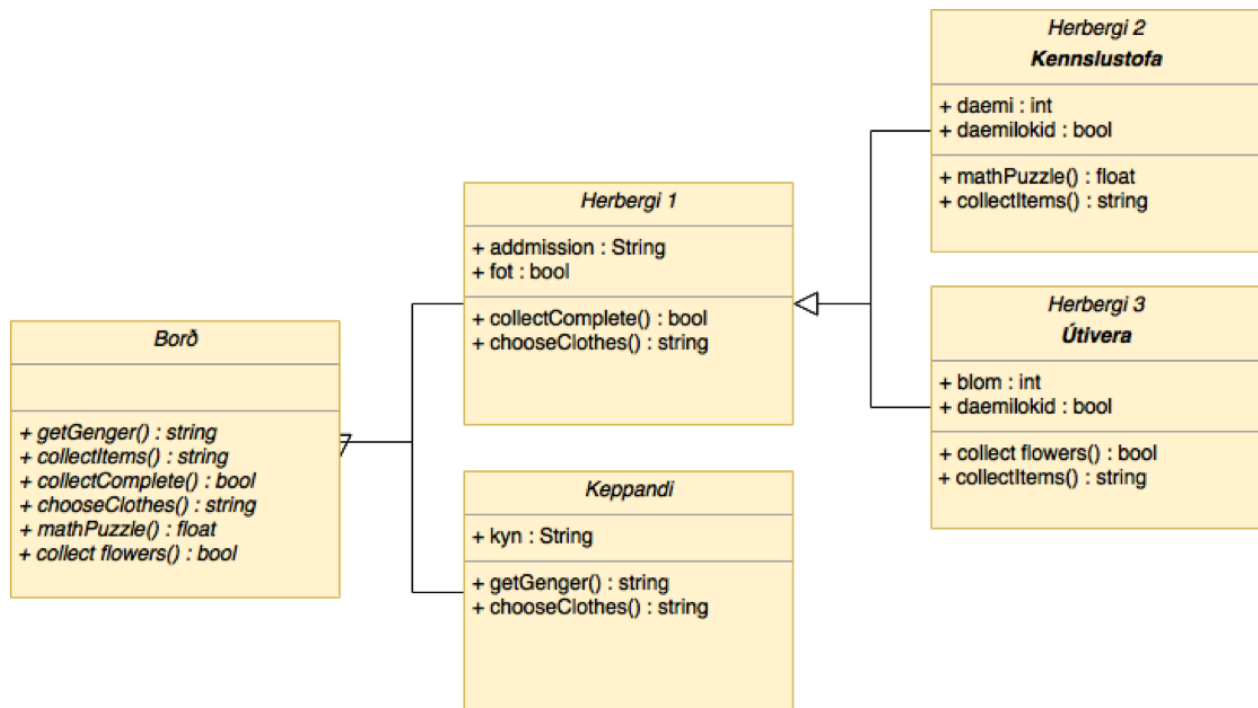 Borð
+ getGenger() : string
+ collectItems() : string
+ collectComplete() : bool
+ chooseClothes() : string
+ mathPuzzle() : float
+ collect flowers() : bool
Herbergi 1
+ addmission : String
+ fot : bool
+ collectComplete() : bool
+ chooseClothes() : string
Keppandi
+ kyn : String
+ getGenger() : string
+ chooseClothes() : string
Herbergi 2
Kennslustofa
+ daemi : int
+ daemilokid : bool
+ mathPuzzle() : float
+ collectItems() : string
Herbergi 3
Útivera
+ blom : int
+ daemilokid : bool
+ collect flowers() : bool
+ collectItems() : string